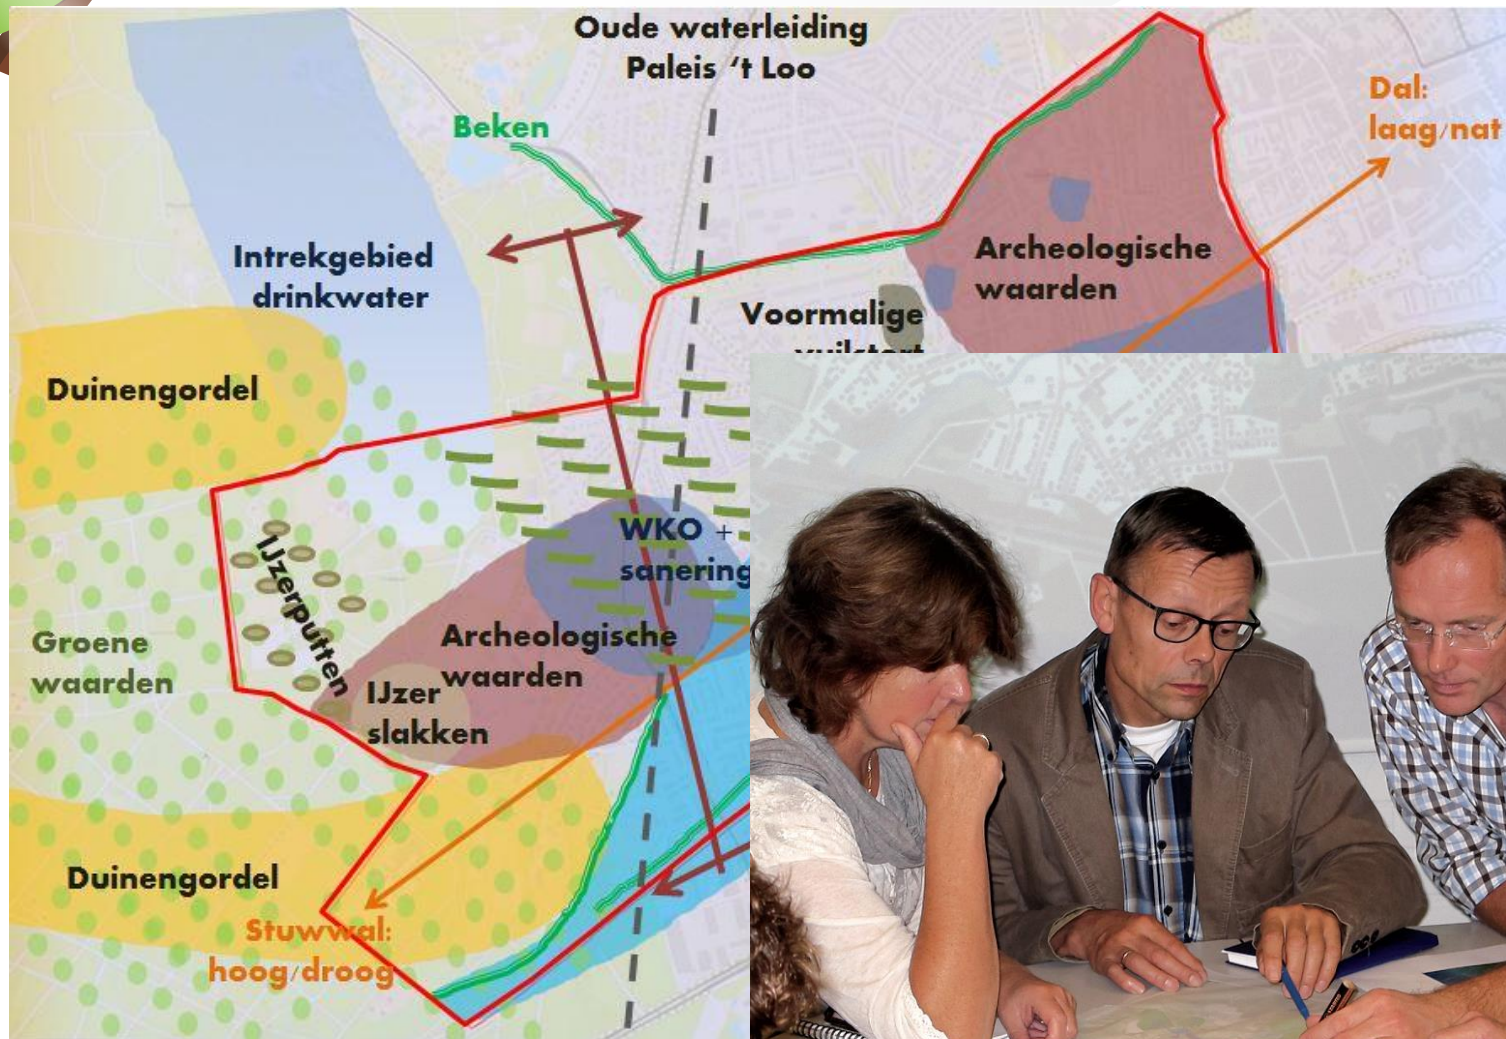 Oude waterleiding
Paleis ‘t Loo
Dal:
laag/nat
Beken
Intrekgebied
drinkwater
Archeologische
waarden
Voormalige
Duinengordel
WKO +
sanering
IJzerputten
Groene
waarden
Archeologische
waarden
IJzer
slakken
Duinengordel
Stuwwal:
hoog/droog